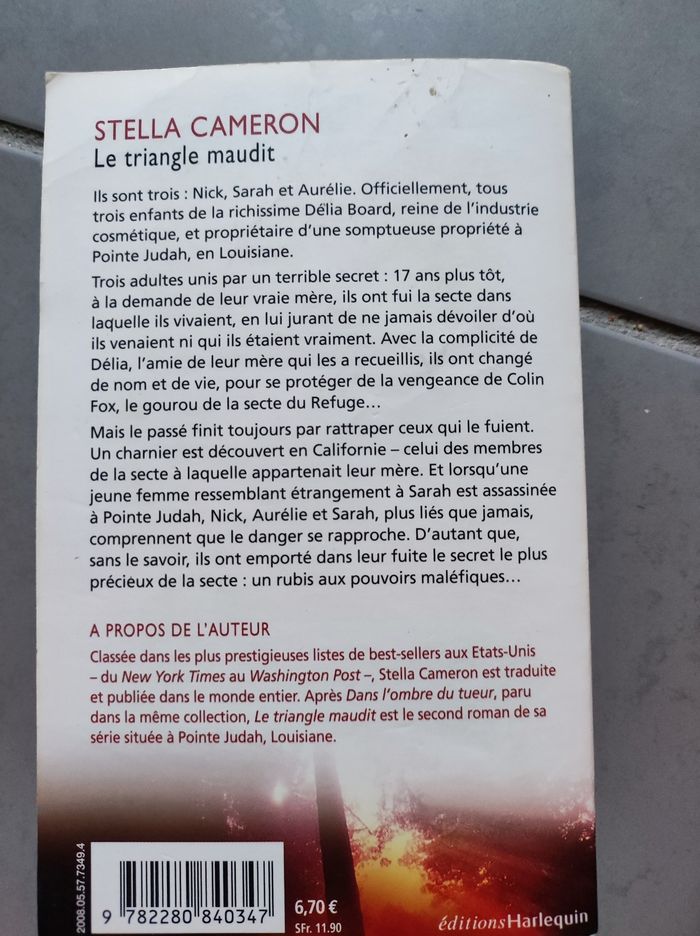 STELLA CAMERON
Le triangle maudit
Ils sont trois : Nick, Sarah et Aurélie. Officiellement, tous
trois enfants de la richissime Délia Board, reine de l'industrie
cosmétique, et propriétaire d'une somptueuse propriété à
Pointe Judah, en Louisiane.
Trois adultes unis par un terrible secret : 17 ans plus tôt,
à la demande de leur vraie mère, ils ont fui la secte dans
laquelle ils vivaient, en lui jurant de ne jamais dévoiler d'où
ils venaient ni qui ils étaient vraiment. Avec la complicité de
Délia, l'amie de leur mère qui les a recueillis, ils ont changé
de nom et de vie, pour se protéger de la vengeance de Colin
Fox, le gourou de la secte du Refuge…
Mais le passé finit toujours par rattraper ceux qui le fuient.
Un charnier est découvert en Californie – celui des membres
de la secte à laquelle appartenait leur mère. Et lorsqu'une
jeune femme ressemblant étrangement à Sarah est assassinée
à Pointe Judah, Nick, Aurélie et Sarah, plus liés que jamais,
comprennent que le danger se rapproche. D'autant que,
sans le savoir, ils ont emporté dans leur fuite le secret le plus
précieux de la secte : un rubis aux pouvoirs maléfiques…
A PROPOS DE L'AUTEUR
Classée dans les plus prestigieuses listes de best-sellers aux Etats-Unis
– du New York Times au Washington Post –, Stella Cameron est traduite
et publiée dans le monde entier. Après Dans l'ombre du tueur, paru
dans la même collection, Le triangle maudit est le second roman de sa
série située à Pointe Judah, Louisiane.
2008.05.57.7349.4
9 782280 840347
6,70 €
SFr. 11.90
éditionsHarlequin